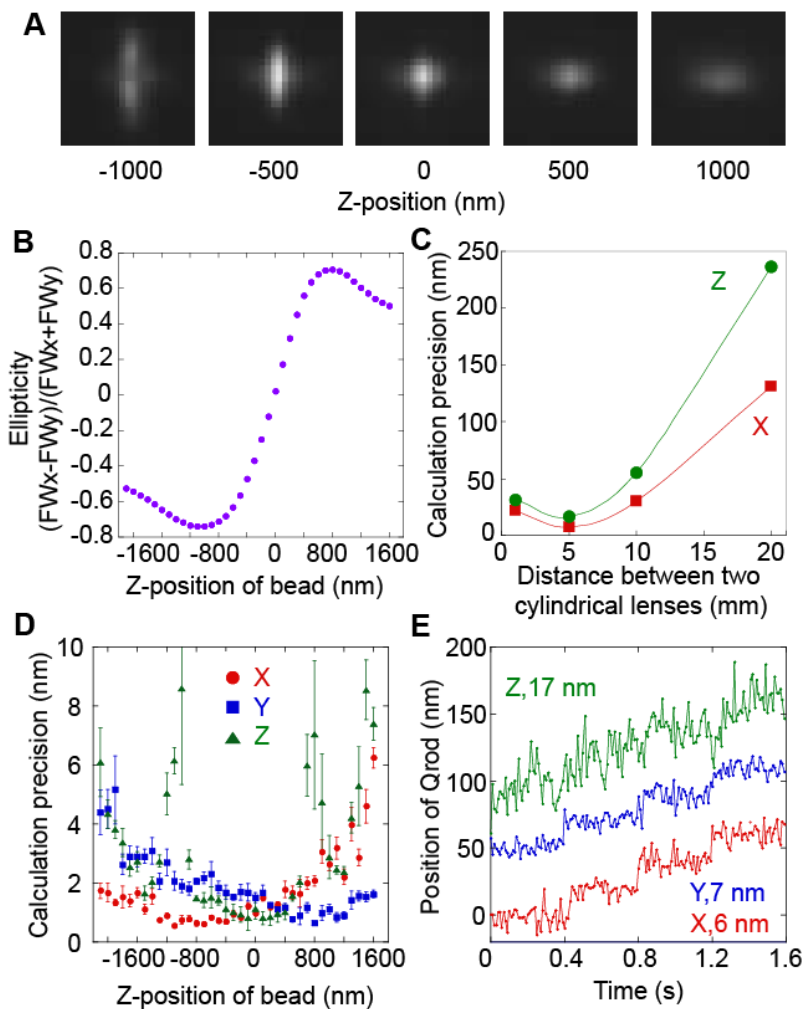 A
-1000 -500 0 500 1000
Z-position (nm)
B
Ellipticity
(FWx-FWy)/(FWx+FWy)
0.8
0.6
0.4
0.2
0
-0.2
-0.4
-0.6
-0.8
-1600 -800 0 800 1600
Z-position of bead (nm)
C
Calculation precision (nm)
250
200
150
100
50
0
Z
X
0 5 10 15 20
Distance between two
cylindrical lenses (mm)
D
Calculation precision (nm)
10
8
6
4
2
0
X
Y
Z
-1600 -800 0 800 1600
Z-position of bead (nm)
E
Position of Qrod (nm)
200
150
100
50
0
Z,17 nm
Y,7 nm
X,6 nm
0 0.4 0.8 1.2 1.6
Time (s)